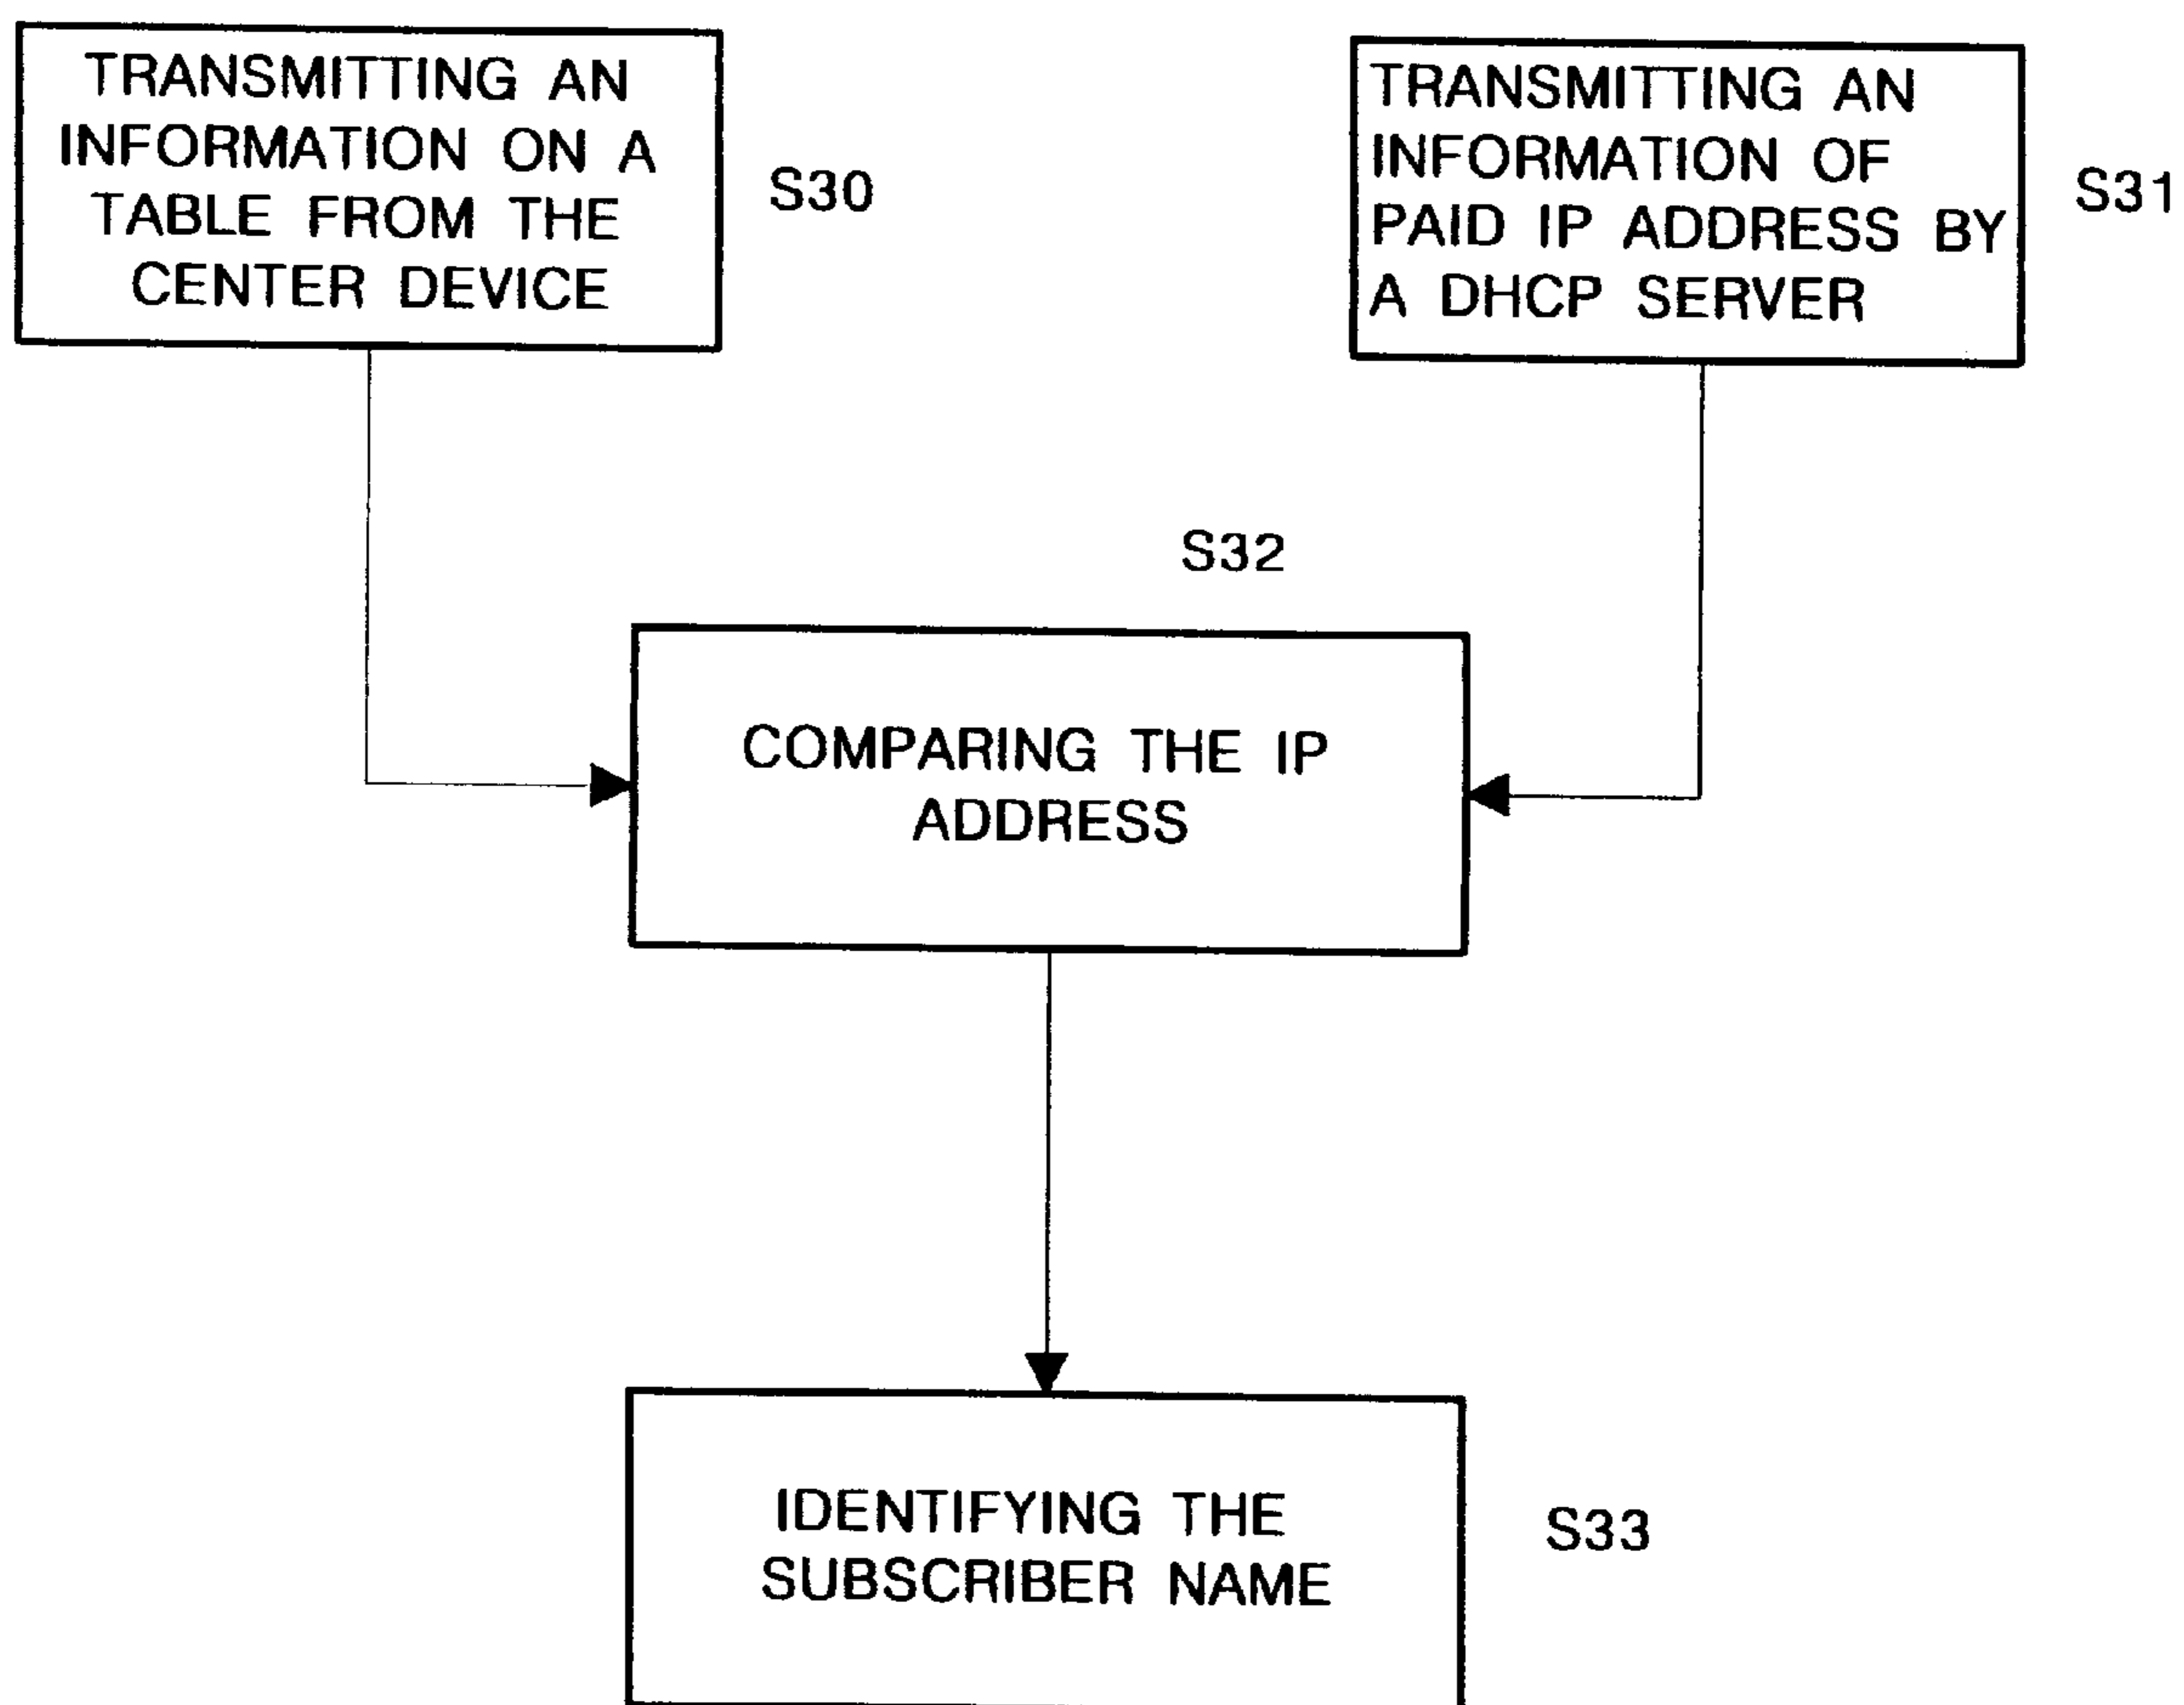 TRANSMITTING AN
INFORMATION ON A
TABLE FROM THE
CENTER DEVICE
S30
TRANSMITTING AN
INFORMATION OF
PAID IP ADDRESS BY
A DHCP SERVER
S31
S32
COMPARING THE IP
ADDRESS
IDENTIFYING THE
SUBSCRIBER NAME
S33